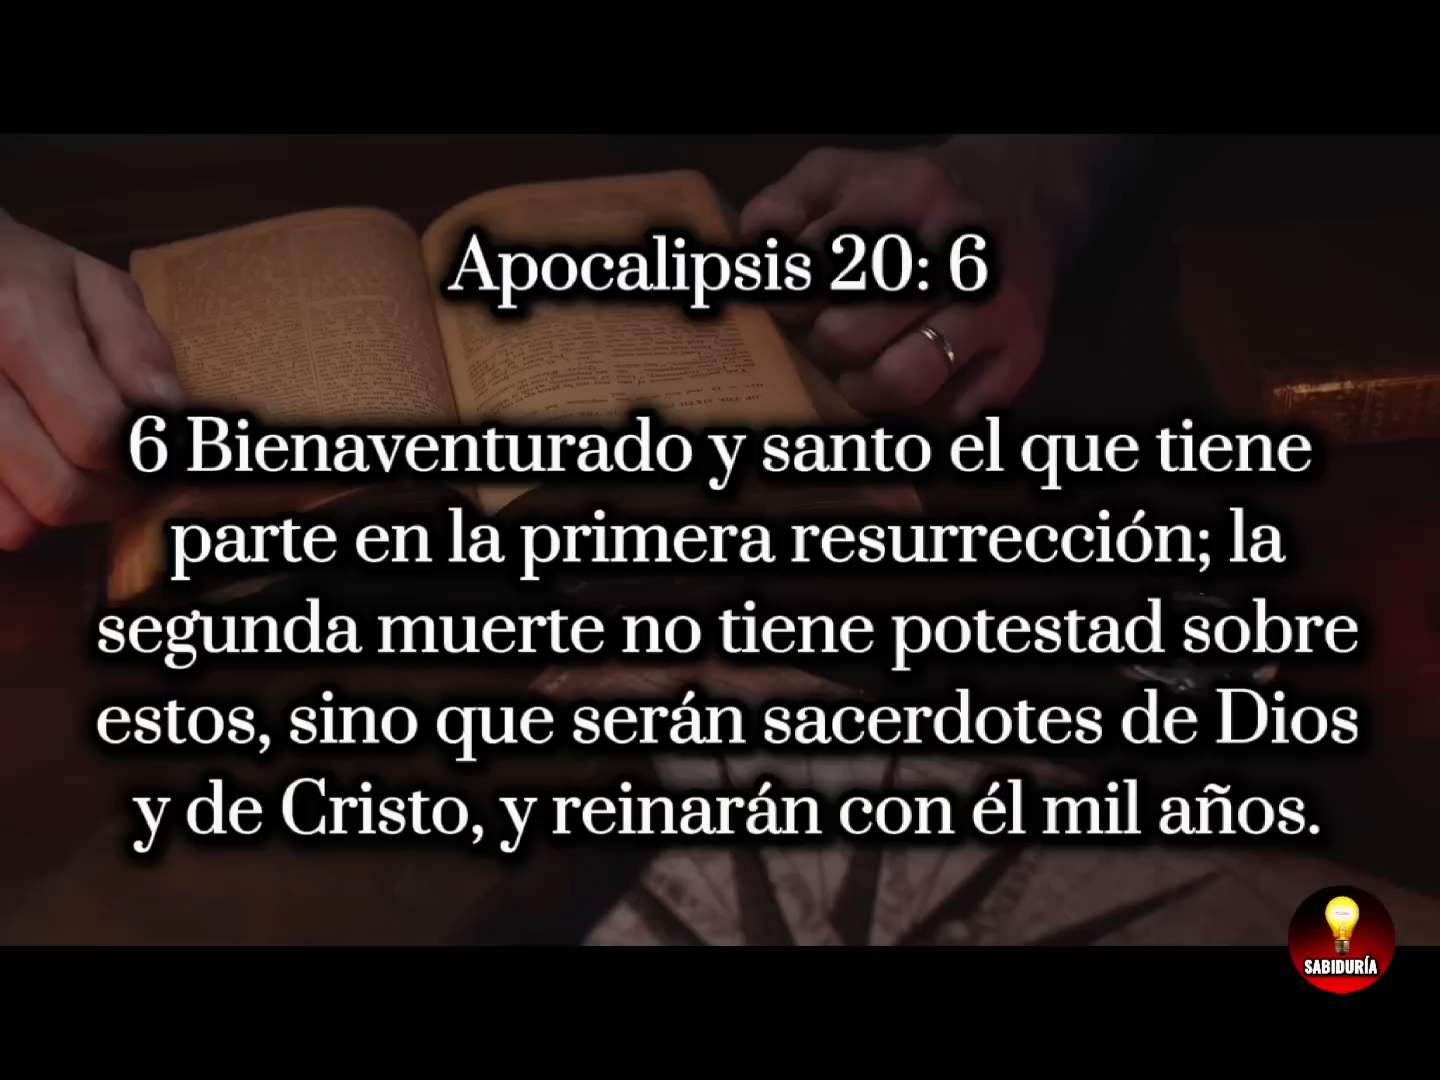 Apocalipsis 20: 6
6 Bienaventurado y santo el que tiene
parte en la primera resurrección; la
segunda muerte no tiene potestad sobre
estos, sino que serán sacerdotes de Dios
y de Cristo, y reinarán con él mil años.
SABIDURÍA